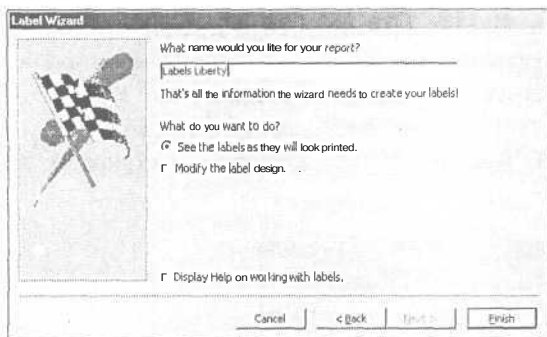 Label Wizard
What name would you lite for your report?
Labels Liberty
That's all the information the wizard needs to create your labels!
What do you want to do?
See the labels as they will look printed.
Modify the label design.
Display Help on working with labels.
Cancel
< Back
Next >
Finish